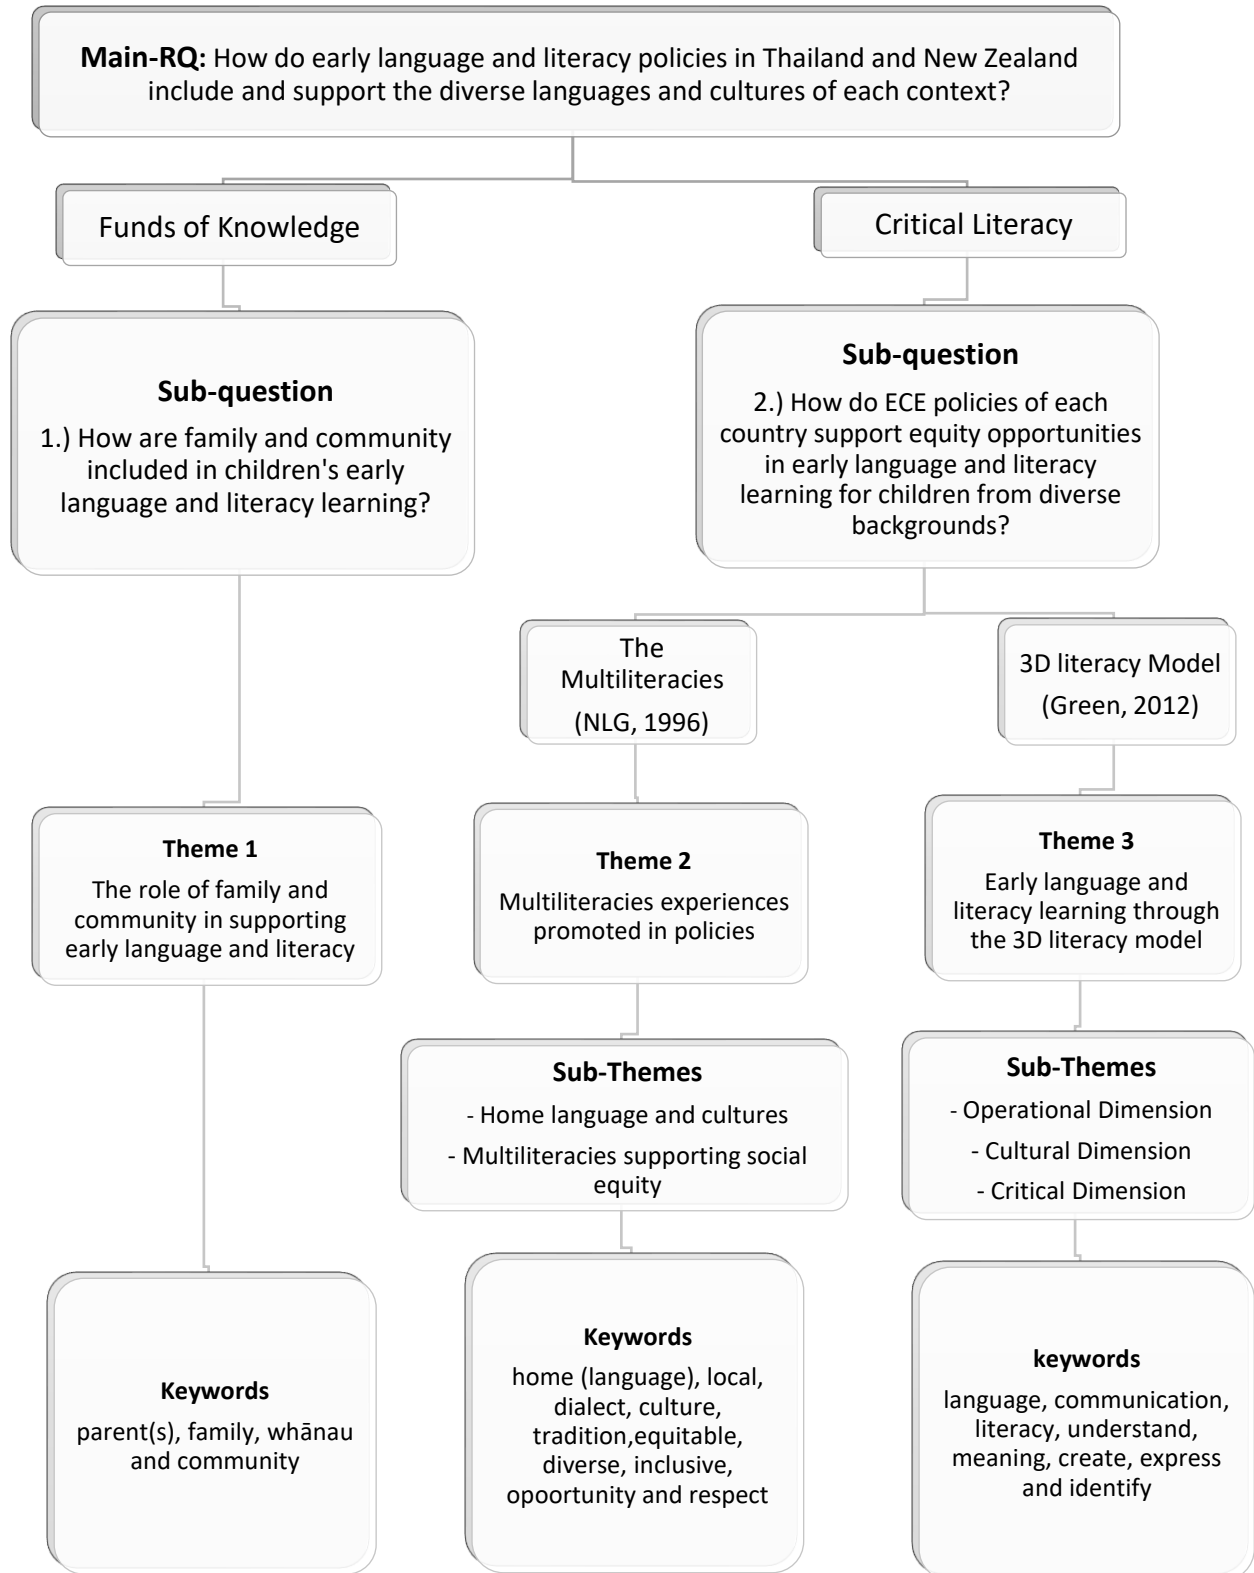 Main-RQ: How do early language and literacy policies in Thailand and New Zealand
include and support the diverse languages and cultures of each context?
Funds of Knowledge
Critical Literacy
Sub-question
1.) How are family and community
included in children's early
language and literacy learning?
Sub-question
2.) How do ECE policies of each
country support equity opportunities
in early language and literacy
learning for children from diverse
backgrounds?
The
Multiliteracies
(NLG, 1996)
3D literacy Model
(Green, 2012)
Theme 1
The role of family and
community in supporting
early language and literacy
Theme 2
Multiliteracies experiences
promoted in policies
Theme 3
Early language and
literacy learning through
the 3D literacy model
Sub-Themes
- Home language and cultures
- Multiliteracies supporting social
equity
Sub-Themes
- Operational Dimension
- Cultural Dimension
- Critical Dimension
Keywords
parent(s), family, whānau
and community
Keywords
home (language), local,
dialect, culture,
tradition,equitable,
diverse, inclusive,
opoortunity and respect
keywords
language, communication,
literacy, understand,
meaning, create, express
and identify